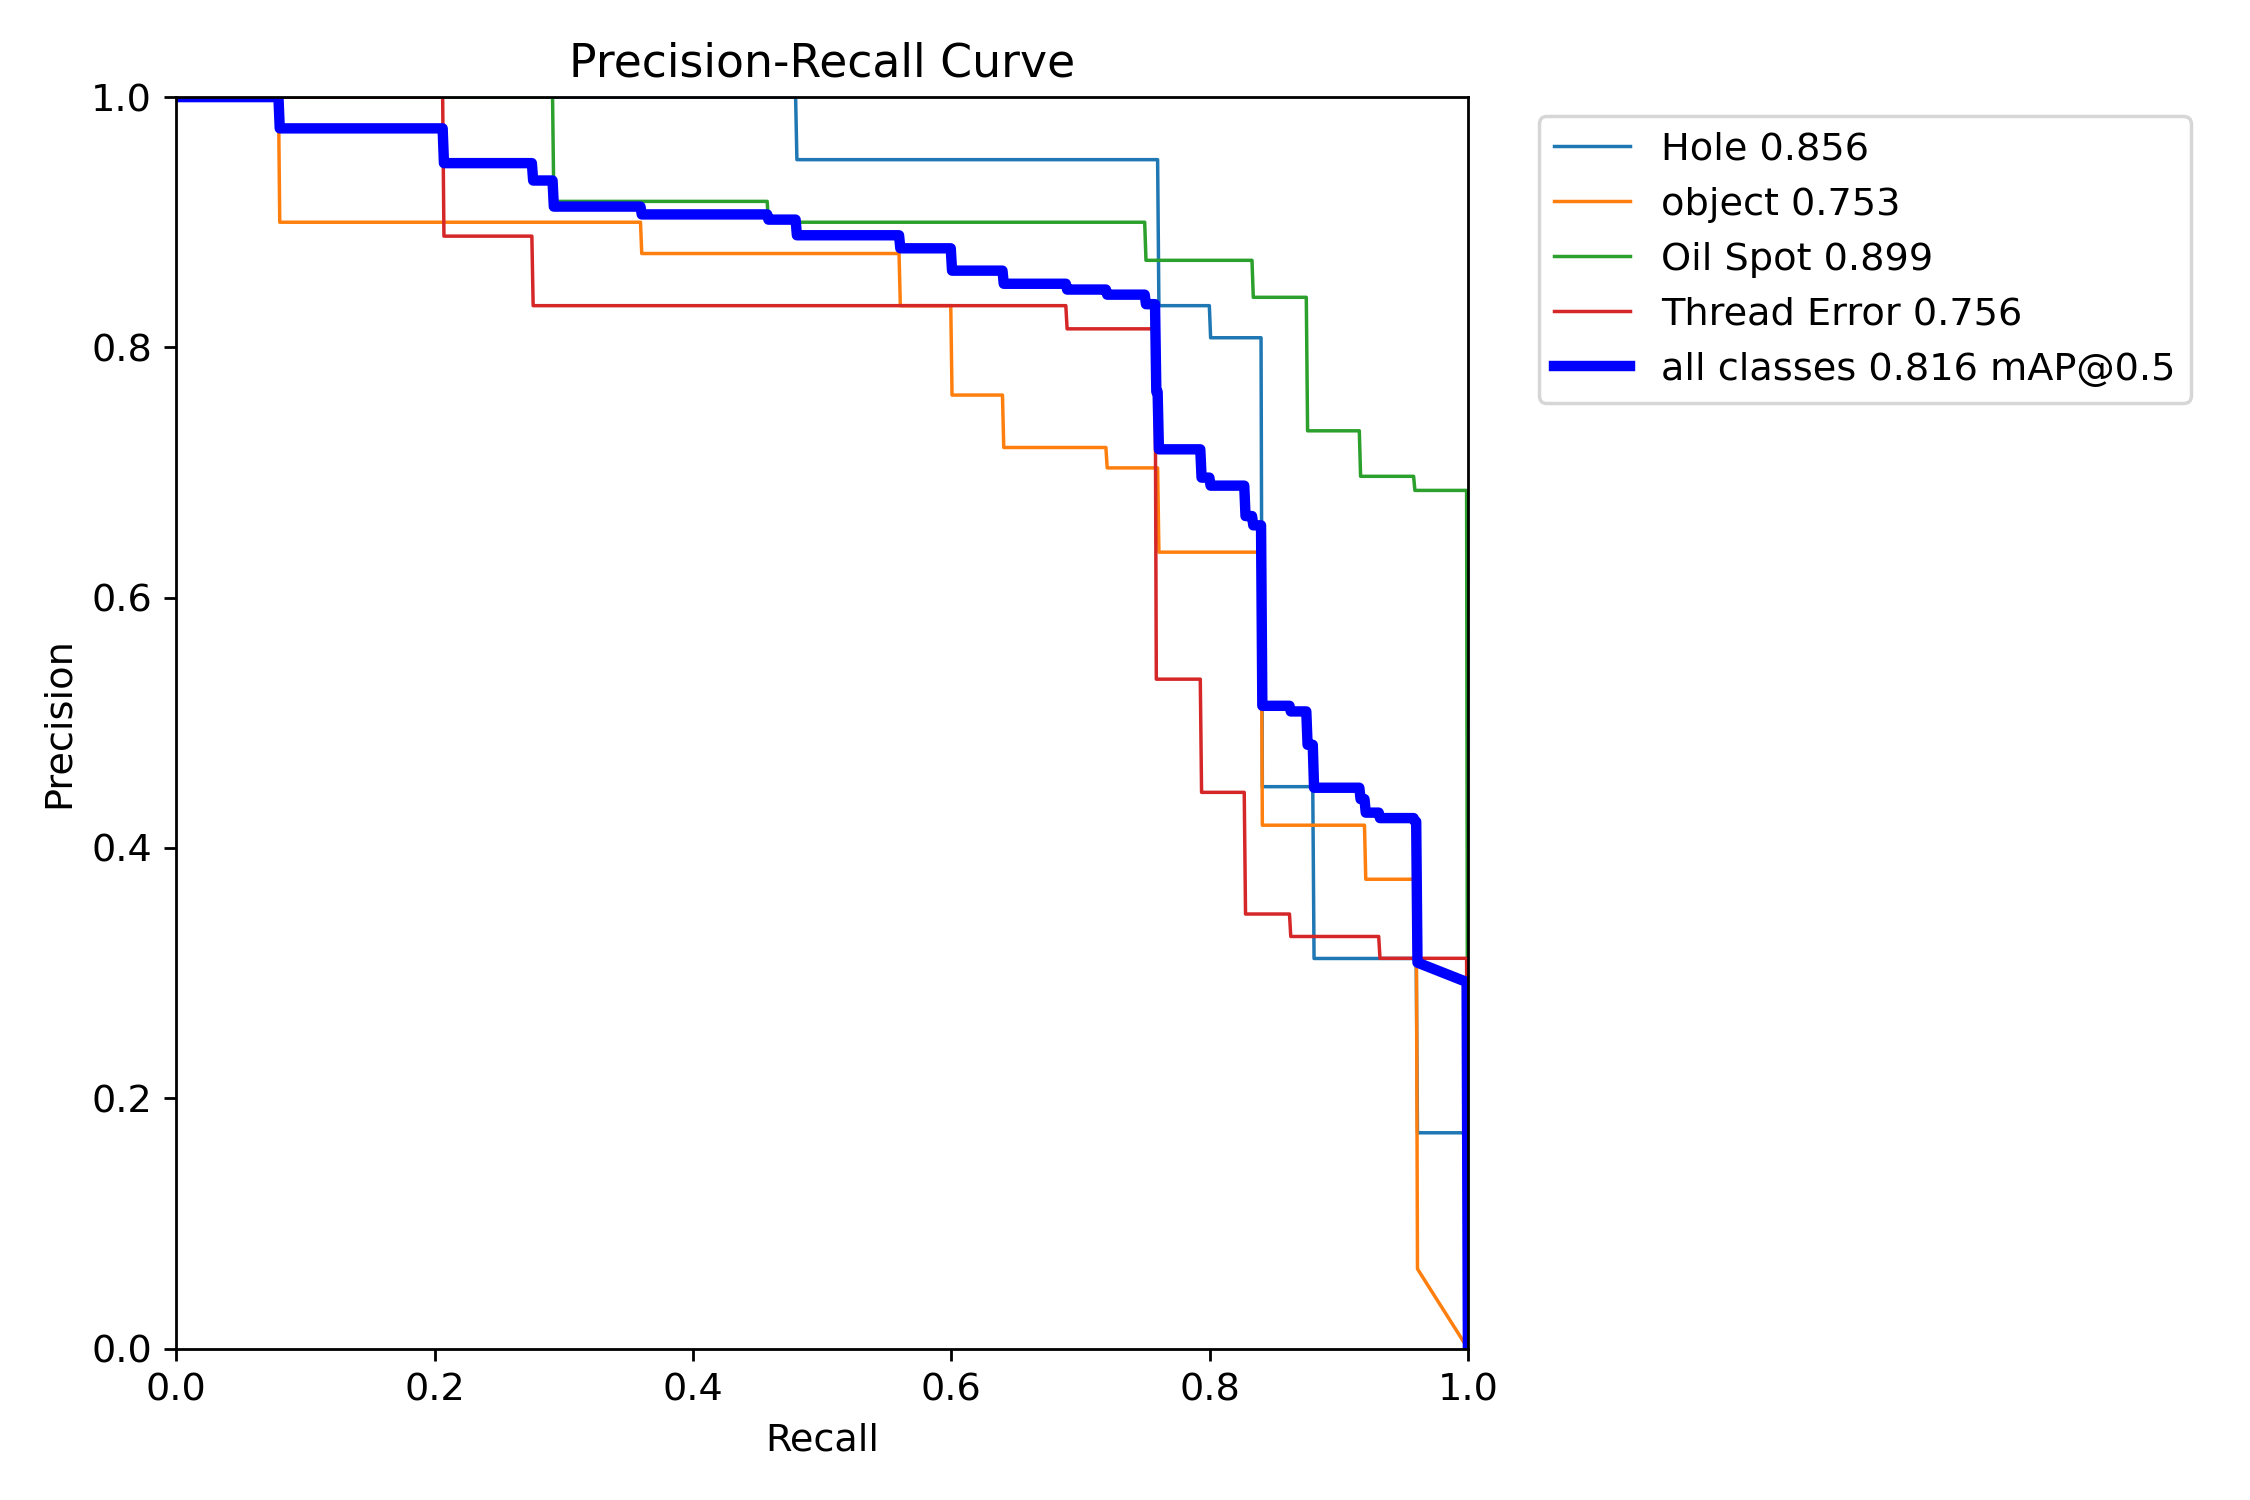 Precision-Recall Curve
1.0
0.8
0.6
0.4
0.2
0.0
Precision
0.0 0.2 0.4 0.6 0.8 1.0
Recall
Hole 0.856
object 0.753
Oil Spot 0.899
Thread Error 0.756
all classes 0.816 mAP@0.5